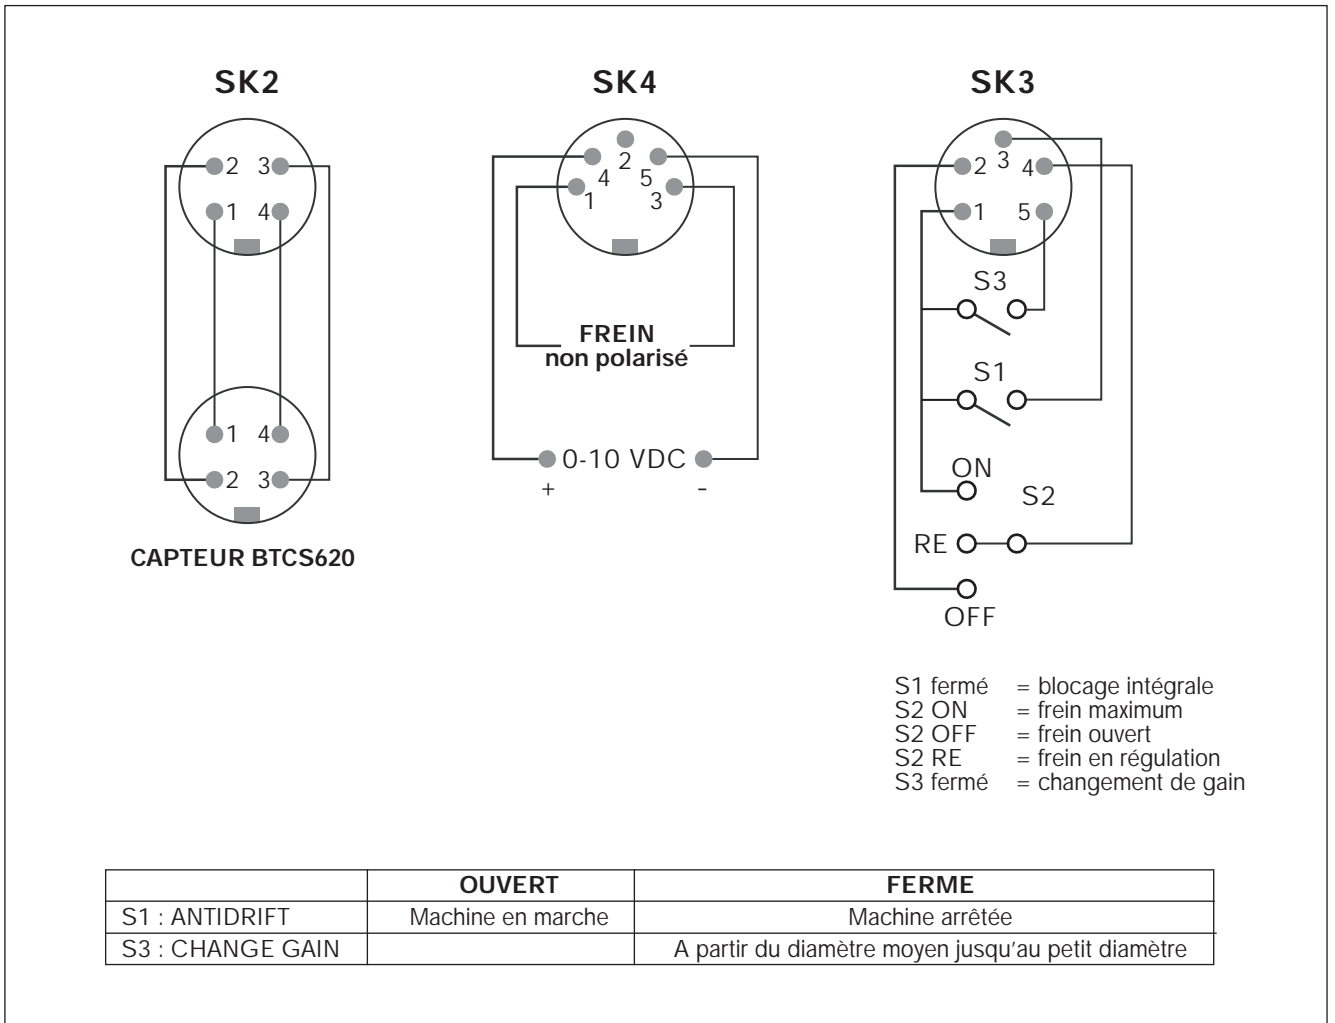 SK2
2 3
1 4
1 4
2 3
CAPTEUR BTCS620
SK4
2
4 5
1 3
FREIN
non polarisé
0-10 VDC
+ -
SK3
2 3 4
1 5
S3
S1
ON
S2
RE
OFF
S1 fermé = blocage intégrale
S2 ON = frein maximum
S2 OFF = frein ouvert
S2 RE = frein en régulation
S3 fermé = changement de gain
OUVERT FERME
S1 : ANTIDRIFT Machine en marche Machine arrêtée
S3 : CHANGE GAIN A partir du diamètre moyen jusqu'au petit diamètre